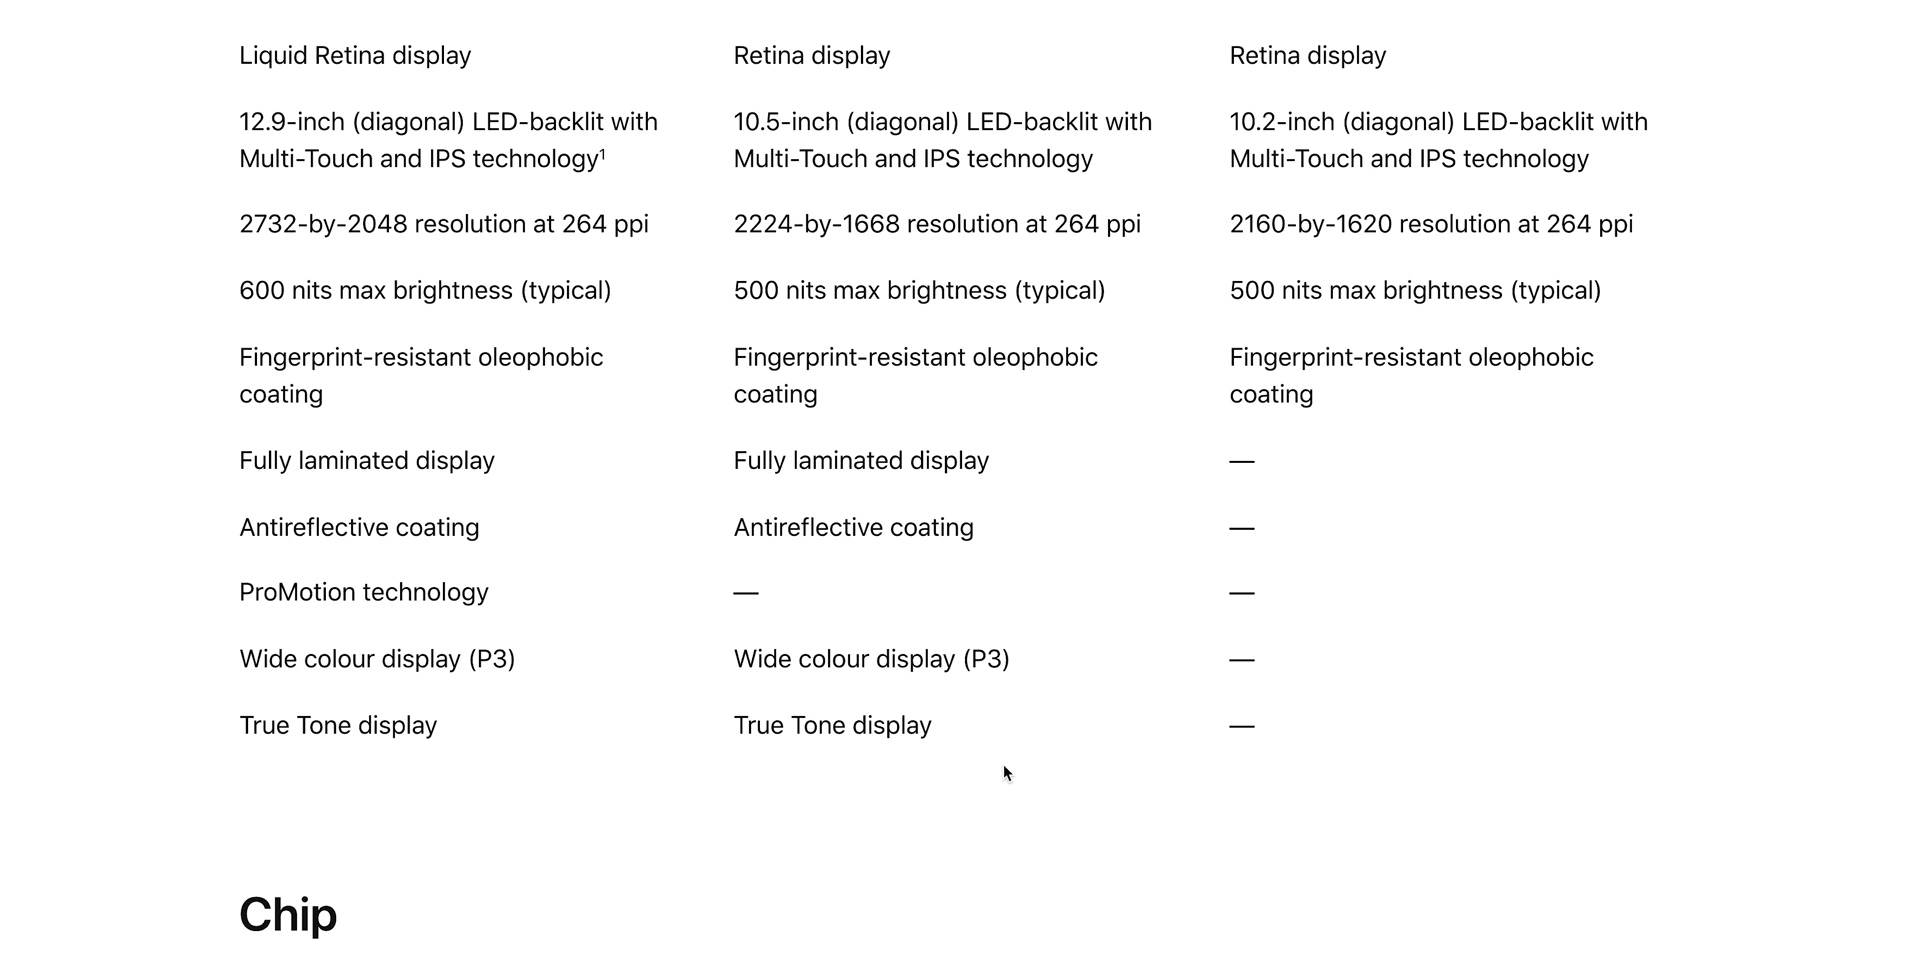 Liquid Retina display
Retina display
Retina display
12.9-inch (diagonal) LED-backlit with
Multi-Touch and IPS technology¹
10.5-inch (diagonal) LED-backlit with
Multi-Touch and IPS technology
10.2-inch (diagonal) LED-backlit with
Multi-Touch and IPS technology
2732-by-2048 resolution at 264 ppi
2224-by-1668 resolution at 264 ppi
2160-by-1620 resolution at 264 ppi
600 nits max brightness (typical)
500 nits max brightness (typical)
500 nits max brightness (typical)
Fingerprint-resistant oleophobic
coating
Fingerprint-resistant oleophobic
coating
Fingerprint-resistant oleophobic
coating
Fully laminated display
Fully laminated display
—
Antireflective coating
Antireflective coating
—
ProMotion technology
—
—
Wide colour display (P3)
Wide colour display (P3)
—
True Tone display
True Tone display
—
Chip